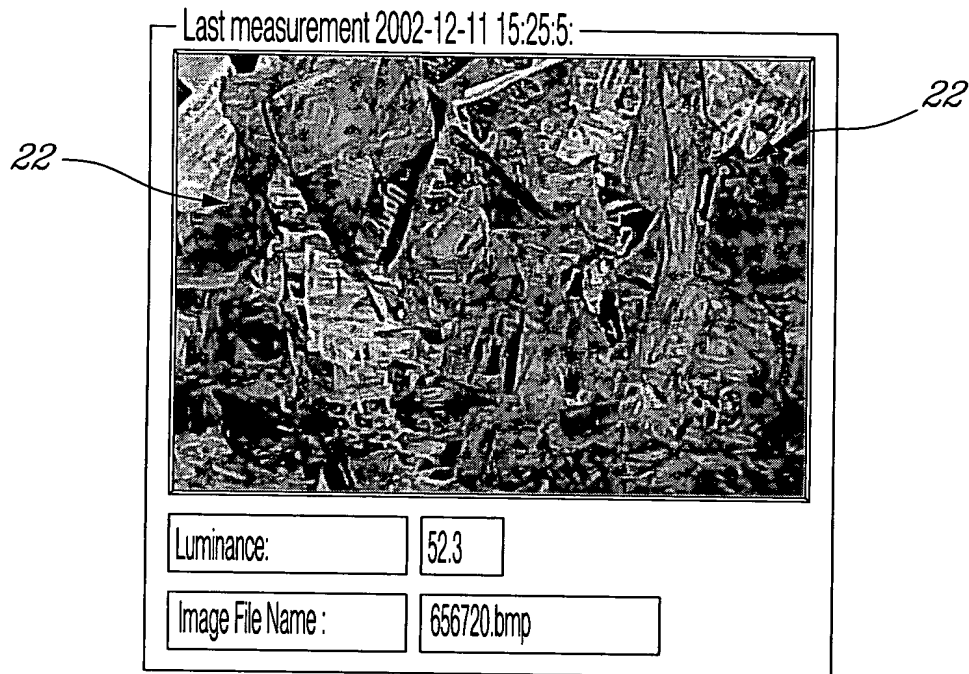 Last measurement 2002-12-11 15:25:5:
22
22
Luminance: 52.3
Image File Name : 656720.bmp